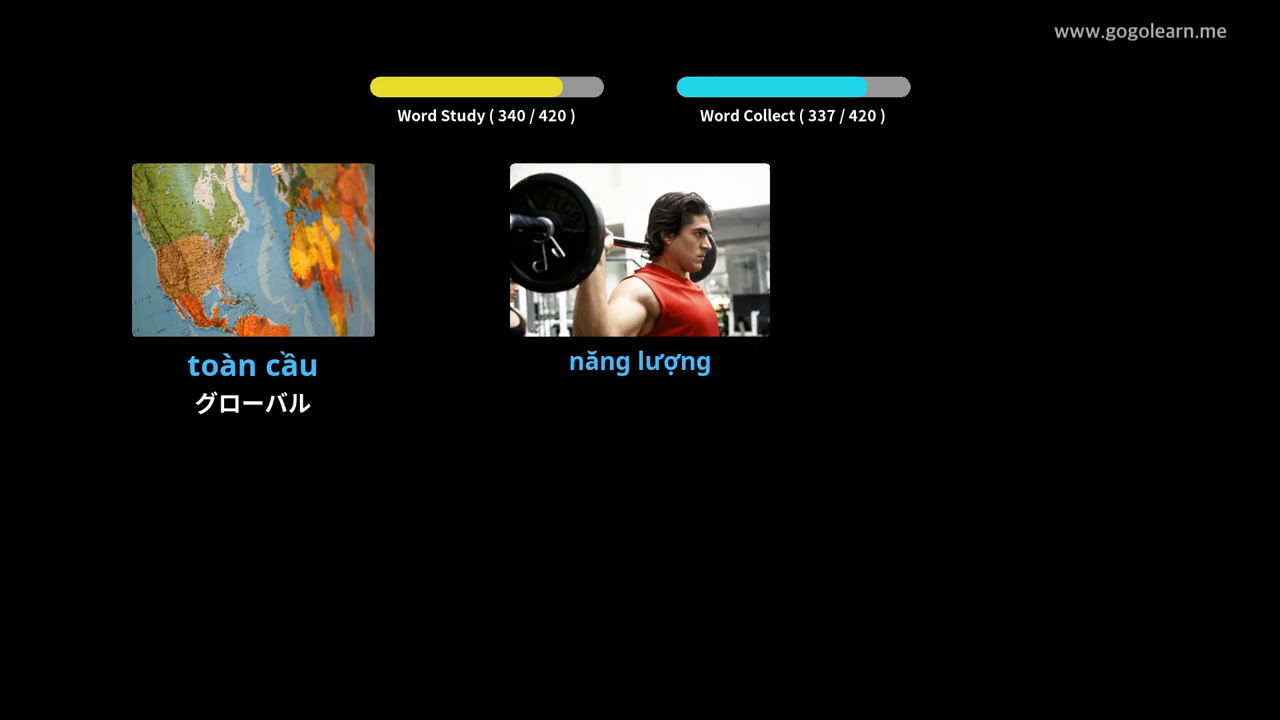 www.gogolearn.me
Word Study ( 340 / 420 )
Word Collect ( 337 / 420 )
toàn cầu
グローバル
năng lượng